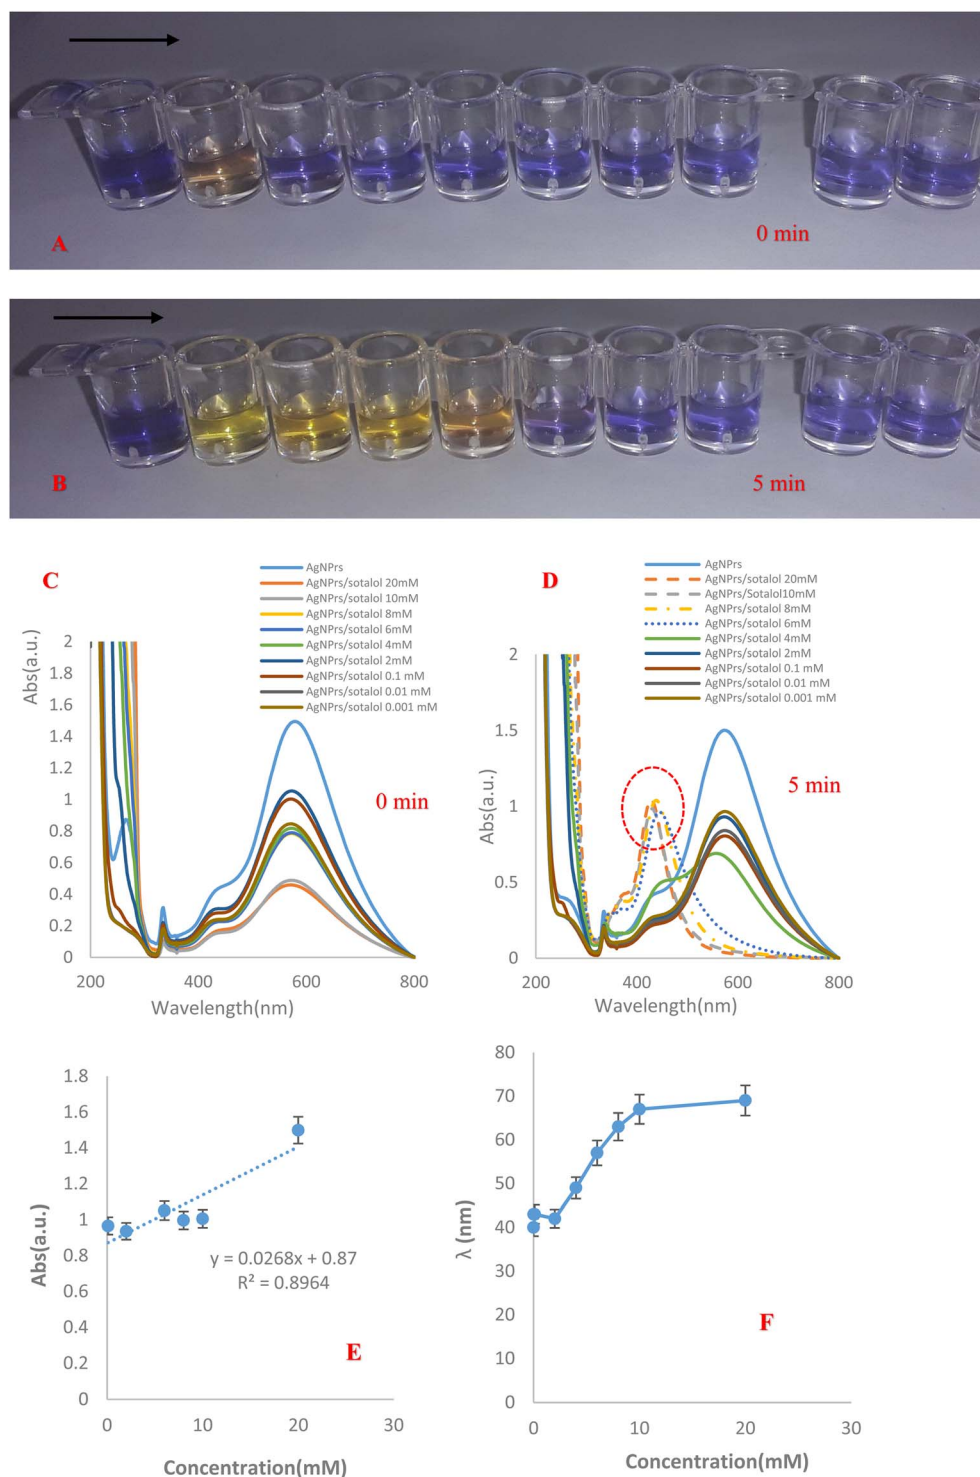 A
0 min
B
5 min
C
AgNPrs
AgNPrs/sotalol 20mM
AgNPrs/sotalol 10mM
AgNPrs/sotalol 8mM
AgNPrs/sotalol 6mM
AgNPrs/sotalol 4mM
AgNPrs/sotalol 2mM
AgNPrs/sotalol 0.1 mM
AgNPrs/sotalol 0.01 mM
AgNPrs/sotalol 0.001 mM
Abs(a.u.)
2
1.8
1.6
1.4
1.2
1
0.8
0.6
0.4
0.2
0
0 min
200
400
600
800
Wavelength(nm)
D
AgNPrs
AgNPrs/sotalol 20mM
AgNPrs/Sotalol10mM
AgNPrs/sotalol 8mM
AgNPrs/sotalol 6mM
AgNPrs/sotalol 4mM
AgNPrs/sotalol 2mM
AgNPrs/sotalol 0.1 mM
AgNPrs/sotalol 0.01 mM
AgNPrs/sotalol 0.001 mM
Abs(a.u.)
2
1.5
1
0.5
0
5 min
200
400
600
800
Wavelength(nm)
Abs(a.u.)
1.8
1.6
1.4
1.2
1
0.8
0.6
0.4
0.2
0
y = 0.0268x + 0.87
R² = 0.8964
E
0
10
20
30
Concentration(mM)
λ (nm)
80
70
60
50
40
30
20
10
0
F
0
10
20
30
Concentration(mM)